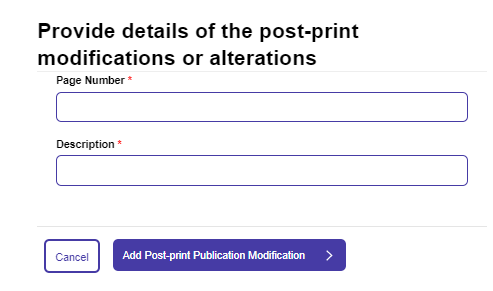 Provide details of the post-print
modifications or alterations
Page Number *
Description *
Cancel
Add Post-print Publication Modification